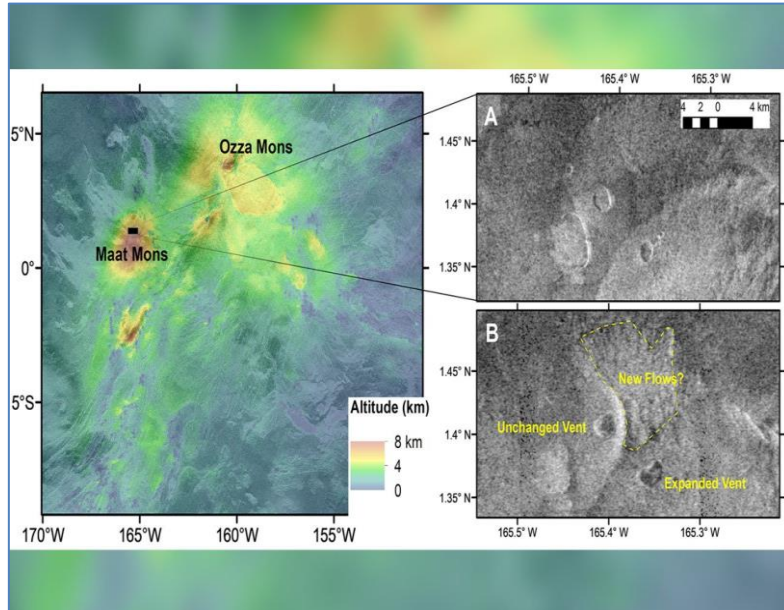 5°N
0°
5°S
170°W 165°W 160°W 155°W
Ozza Mons
Maat Mons
Altitude (km)
8 km
4
0
165.5° W 165.4° W 165.3° W
A
4 2 0 4 km
1.45° N
1.4° N
1.35° N
B
1.45° N
1.4° N
1.35° N
New Flows?
Unchanged Vent
Expanded Vent
165.5° W 165.4° W 165.3° W